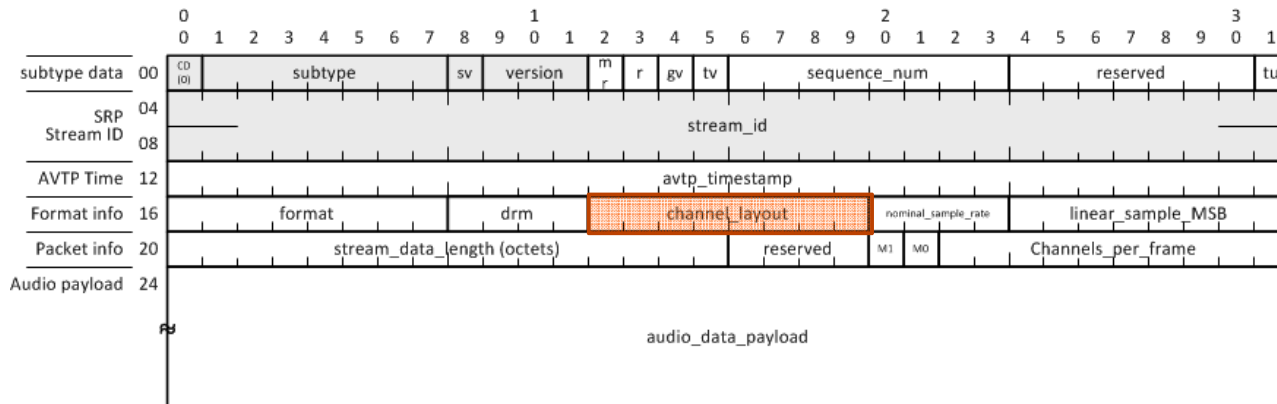 0 1 2 3
0 1 2 3 4 5 6 7 8 9 0 1 2 3 4 5 6 7 8 9 0 1 2 3 4 5 6 7 8 9 0 1
subtype data 00 CD (0) subtype sv version m r r gv tv sequence_num reserved tu
SRP Stream ID 04 08 stream_id
AVTP Time 12 avtp_timestamp
Format info 16 format drm channel_layout nominal_sample_rate linear_sample_MSB
Packet info 20 stream_data_length (octets) reserved M1 M0 Channels_per_frame
Audio payload 24
audio_data_payload